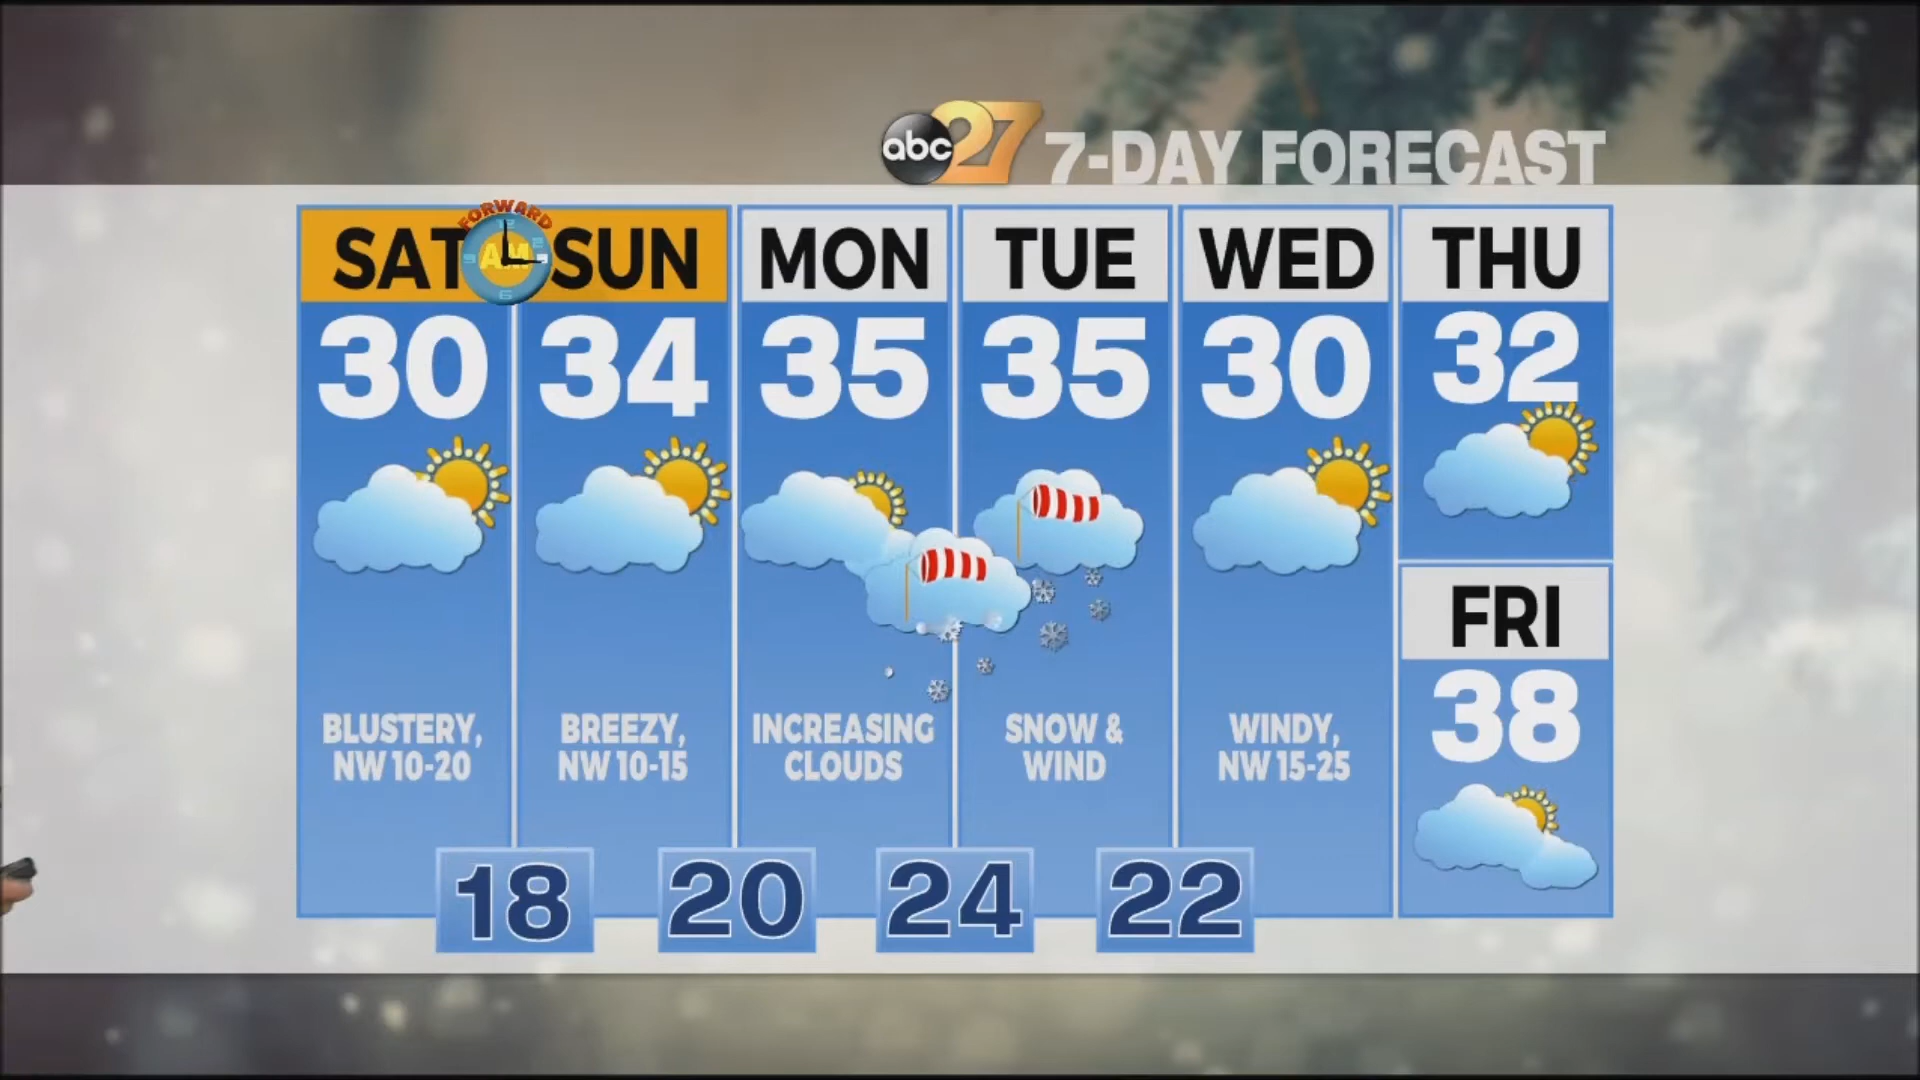 abc 27 7-DAY FORECAST
FORWARD
AM
SAT SUN MON TUE WED THU
30 34 35 35 30 32
FRI
38
BLUSTERY, NW 10-20
BREEZY, NW 10-15
INCREASING CLOUDS
SNOW & WIND
WINDY, NW 15-25
18 20 24 22